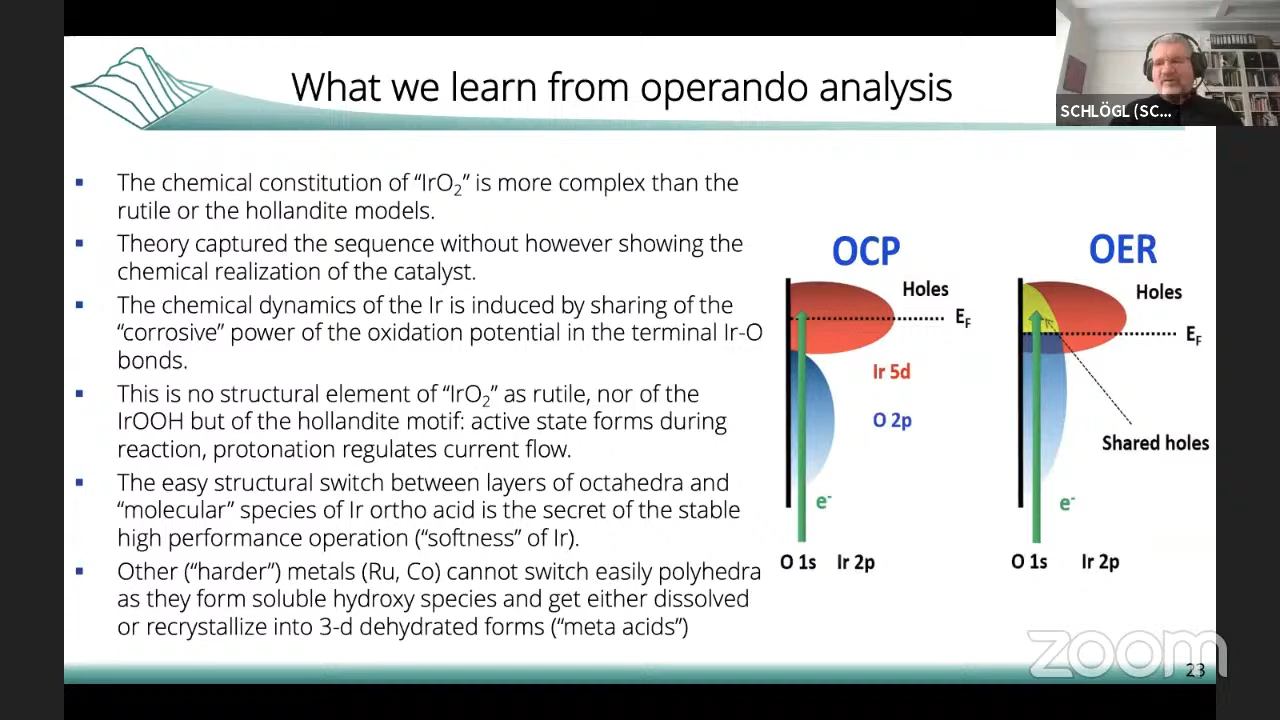 What we learn from operando analysis
SCHLÖGL (SC...
The chemical constitution of “IrO₂” is more complex than the
rutile or the hollandite models.
Theory captured the sequence without however showing the
chemical realization of the catalyst.
The chemical dynamics of the Ir is induced by sharing of the
“corrosive” power of the oxidation potential in the terminal Ir-O
bonds.
This is no structural element of “IrO₂” as rutile, nor of the
IrOOH but of the hollandite motif: active state forms during
reaction, protonation regulates current flow.
The easy structural switch between layers of octahedra and
“molecular” species of Ir ortho acid is the secret of the stable
high performance operation (“softness” of Ir).
Other (“harder”) metals (Ru, Co) cannot switch easily polyhedra
as they form soluble hydroxy species and get either dissolved
or recrystallize into 3-d dehydrated forms (“meta acids”)
OCP
Holes
E_F
Ir 5d
O 2p
e⁻
O 1s Ir 2p
OER
Holes
E_F
Shared holes
e⁻
O 1s Ir 2p
zoom
23